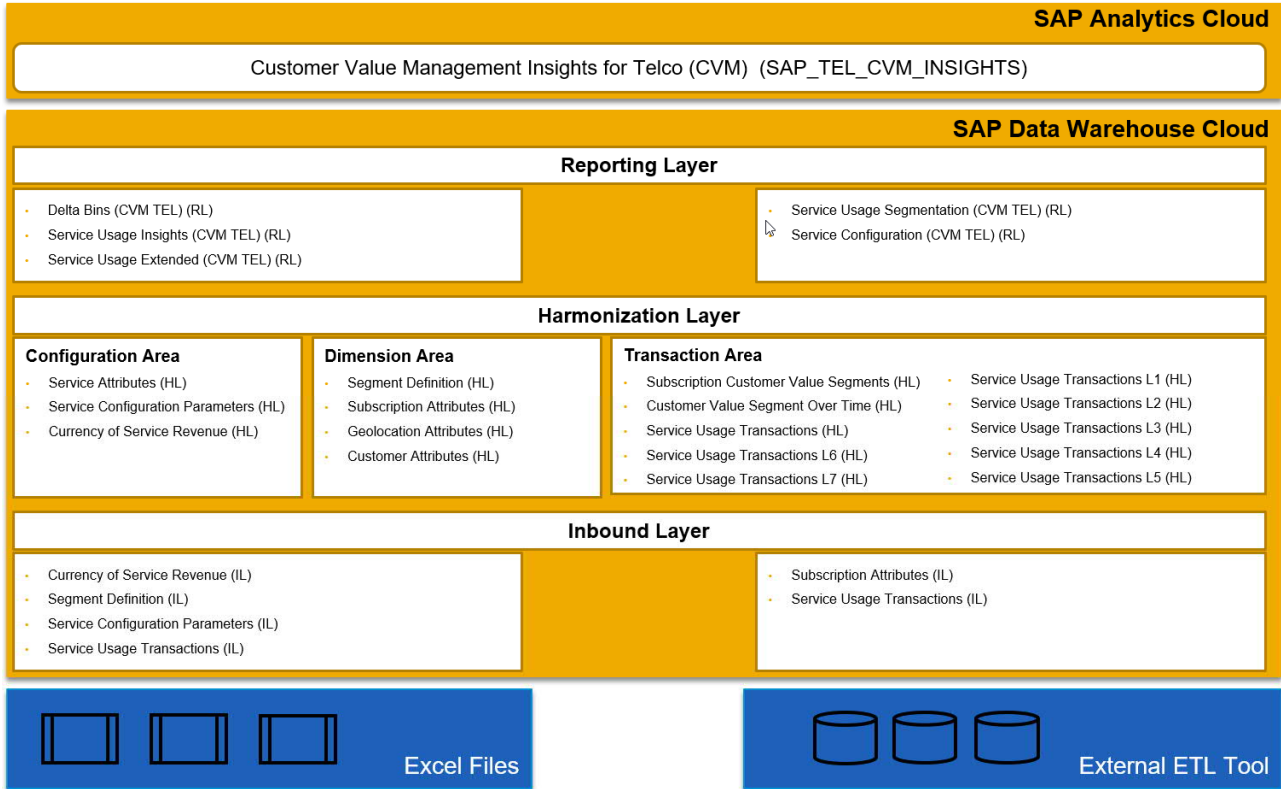 SAP Analytics Cloud
Customer Value Management Insights for Telco (CVM) (SAP_TEL_CVM_INSIGHTS)
SAP Data Warehouse Cloud
Reporting Layer
Delta Bins (CVM TEL) (RL)
Service Usage Insights (CVM TEL) (RL)
Service Usage Extended (CVM TEL) (RL)
Service Usage Segmentation (CVM TEL) (RL)
Service Configuration (CVM TEL) (RL)
Harmonization Layer
Configuration Area
Service Attributes (HL)
Service Configuration Parameters (HL)
Currency of Service Revenue (HL)
Dimension Area
Segment Definition (HL)
Subscription Attributes (HL)
Geolocation Attributes (HL)
Customer Attributes (HL)
Transaction Area
Subscription Customer Value Segments (HL)
Customer Value Segment Over Time (HL)
Service Usage Transactions (HL)
Service Usage Transactions L6 (HL)
Service Usage Transactions L7 (HL)
Service Usage Transactions L1 (HL)
Service Usage Transactions L2 (HL)
Service Usage Transactions L3 (HL)
Service Usage Transactions L4 (HL)
Service Usage Transactions L5 (HL)
Inbound Layer
Currency of Service Revenue (IL)
Segment Definition (IL)
Service Configuration Parameters (IL)
Service Usage Transactions (IL)
Subscription Attributes (IL)
Service Usage Transactions (IL)
Excel Files
External ETL Tool